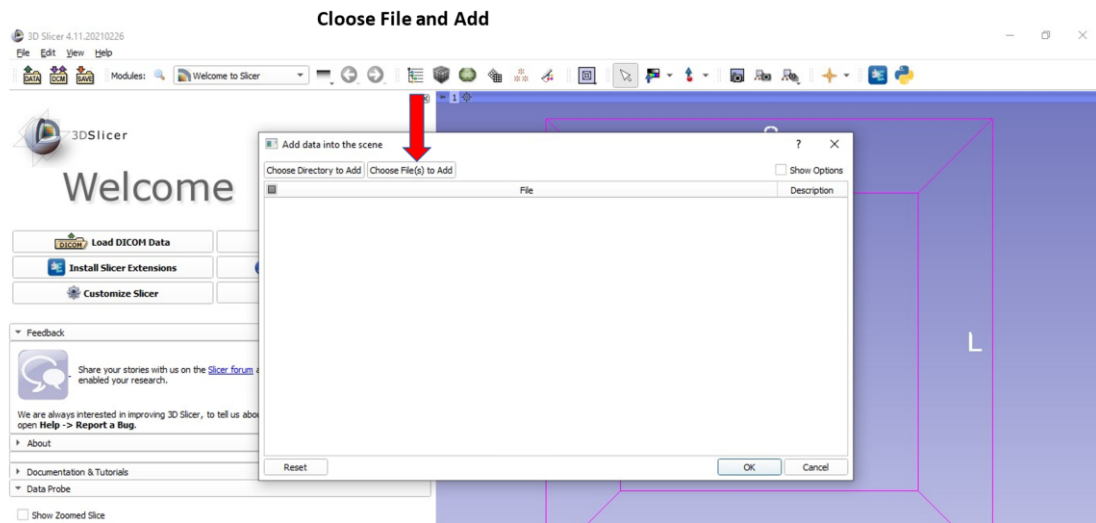 Cloose File and Add
3D Slicer 4.11.20210226
File Edit View Help
DATA DCM SAVE Modules: Welcome to Slicer
1
3DSlicer
Welcome
Add data into the scene ? X
Choose Directory to Add Choose File(s) to Add Show Options
File Description
DICOM Load DICOM Data
Install Slicer Extensions
Customize Slicer
L
Feedback
Share your stories with us on the Slicer forum
enabled your research.
We are always interested in improving 3D Slicer, to tell us abo
open Help -> Report a Bug.
About
Reset OK Cancel
Documentation & Tutorials
Data Probe
Show Zoomed Slice